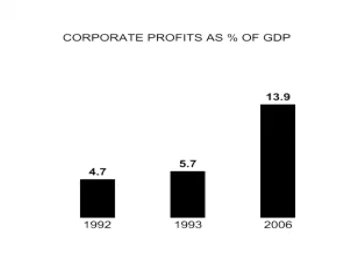 CORPORATE PROFITS AS % OF GDP
13.9
5.7
4.7
1992 1993 2006